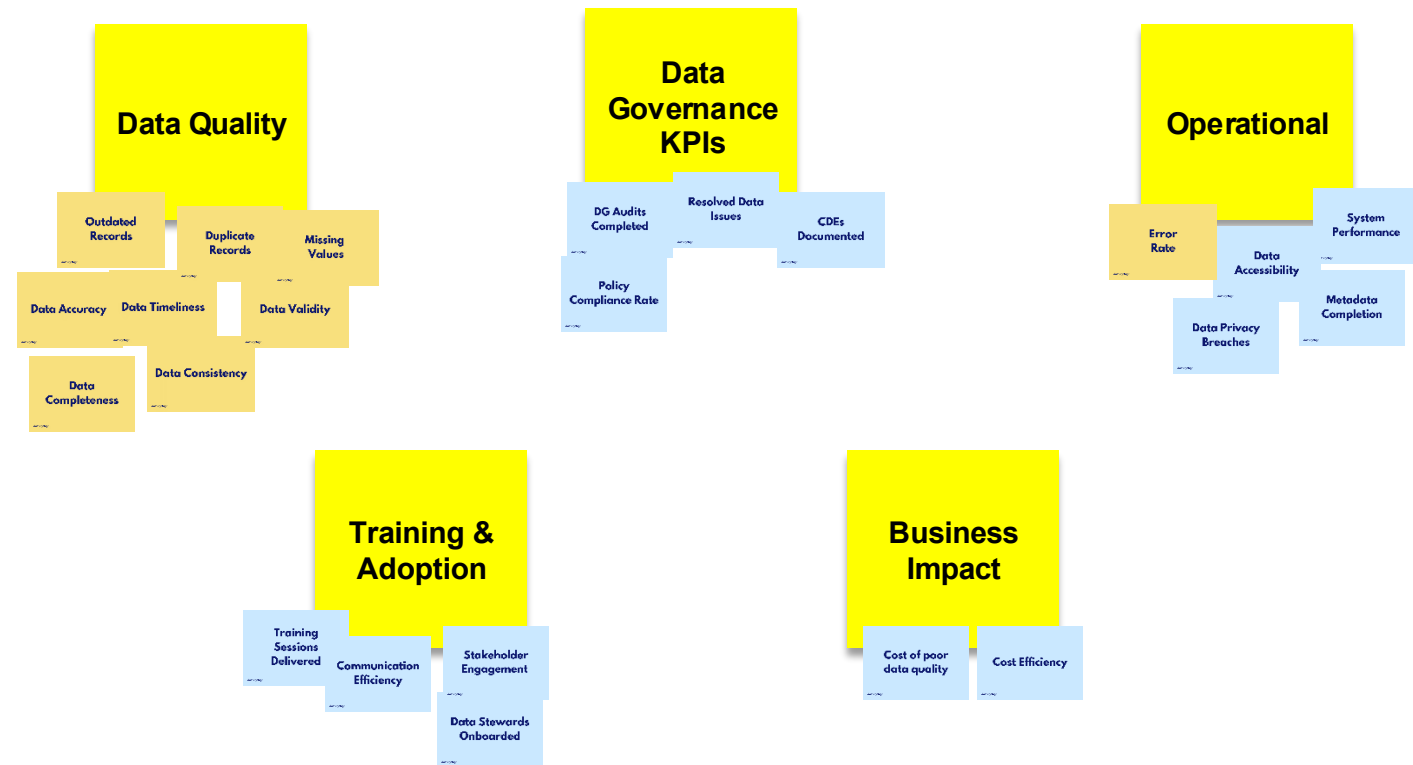 Data Quality
Outdated
Records
Duplicate
Records
Missing
Values
Data Accuracy
Data Timeliness
Data Validity
Data
Completeness
Data Consistency
Data
Governance
KPIs
DG Audits
Completed
Resolved Data
Issues
CDEs
Documented
Policy
Compliance Rate
Operational
Error
Rate
Data
Accessibility
System
Performance
Data Privacy
Breaches
Metadata
Completion
Training &
Adoption
Training
Sessions
Delivered
Communication
Efficiency
Stakeholder
Engagement
Data Stewards
Onboarded
Business
Impact
Cost of poor
data quality
Cost Efficiency